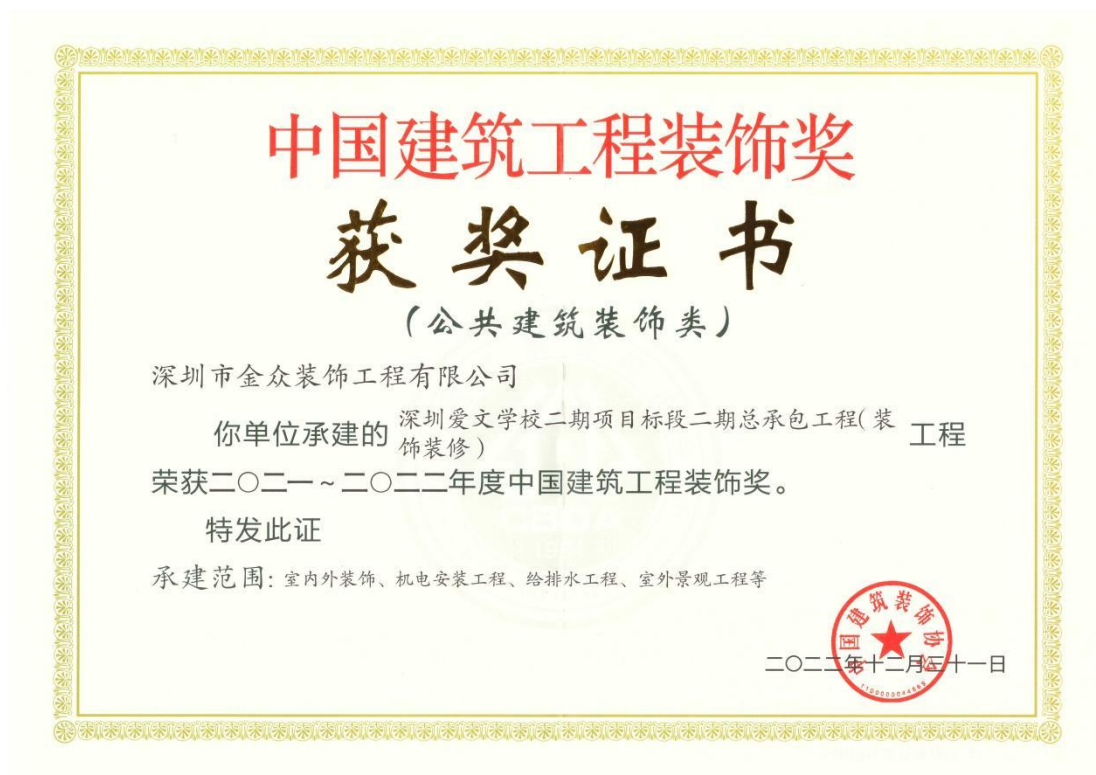 中国建筑工程装饰奖
获奖证书
(公共建筑装饰类)
深圳市金众装饰工程有限公司
你单位承建的 深圳爱文学校二期项目标段二期总承包工程(装饰装修) 工程
荣获二〇二一~二〇二二年度中国建筑工程装饰奖。
特发此证
承建范围: 室内外装饰、机电安装工程、给排水工程、室外景观工程等
中国建筑装饰协会
二〇二二年十二月三十一日